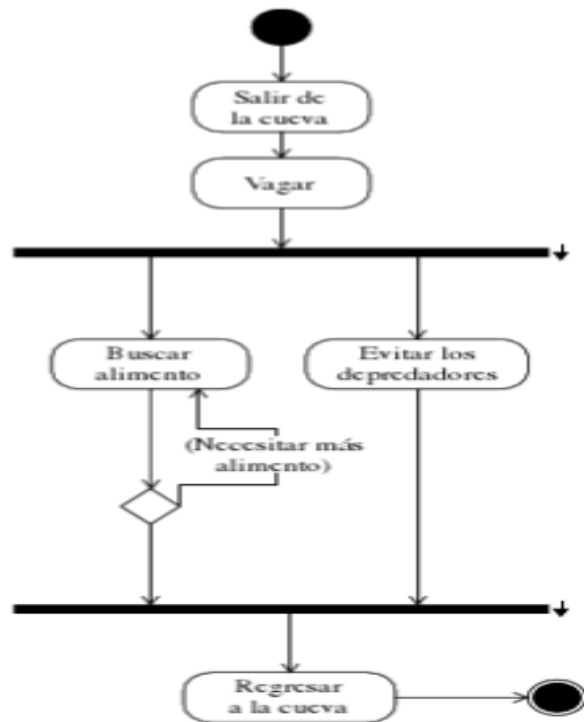 Salir de
la cueva
Vagar
Buscar
alimento
Evitar los
depredadores
(Necesitar más
alimento)
Regresar
a la cueva